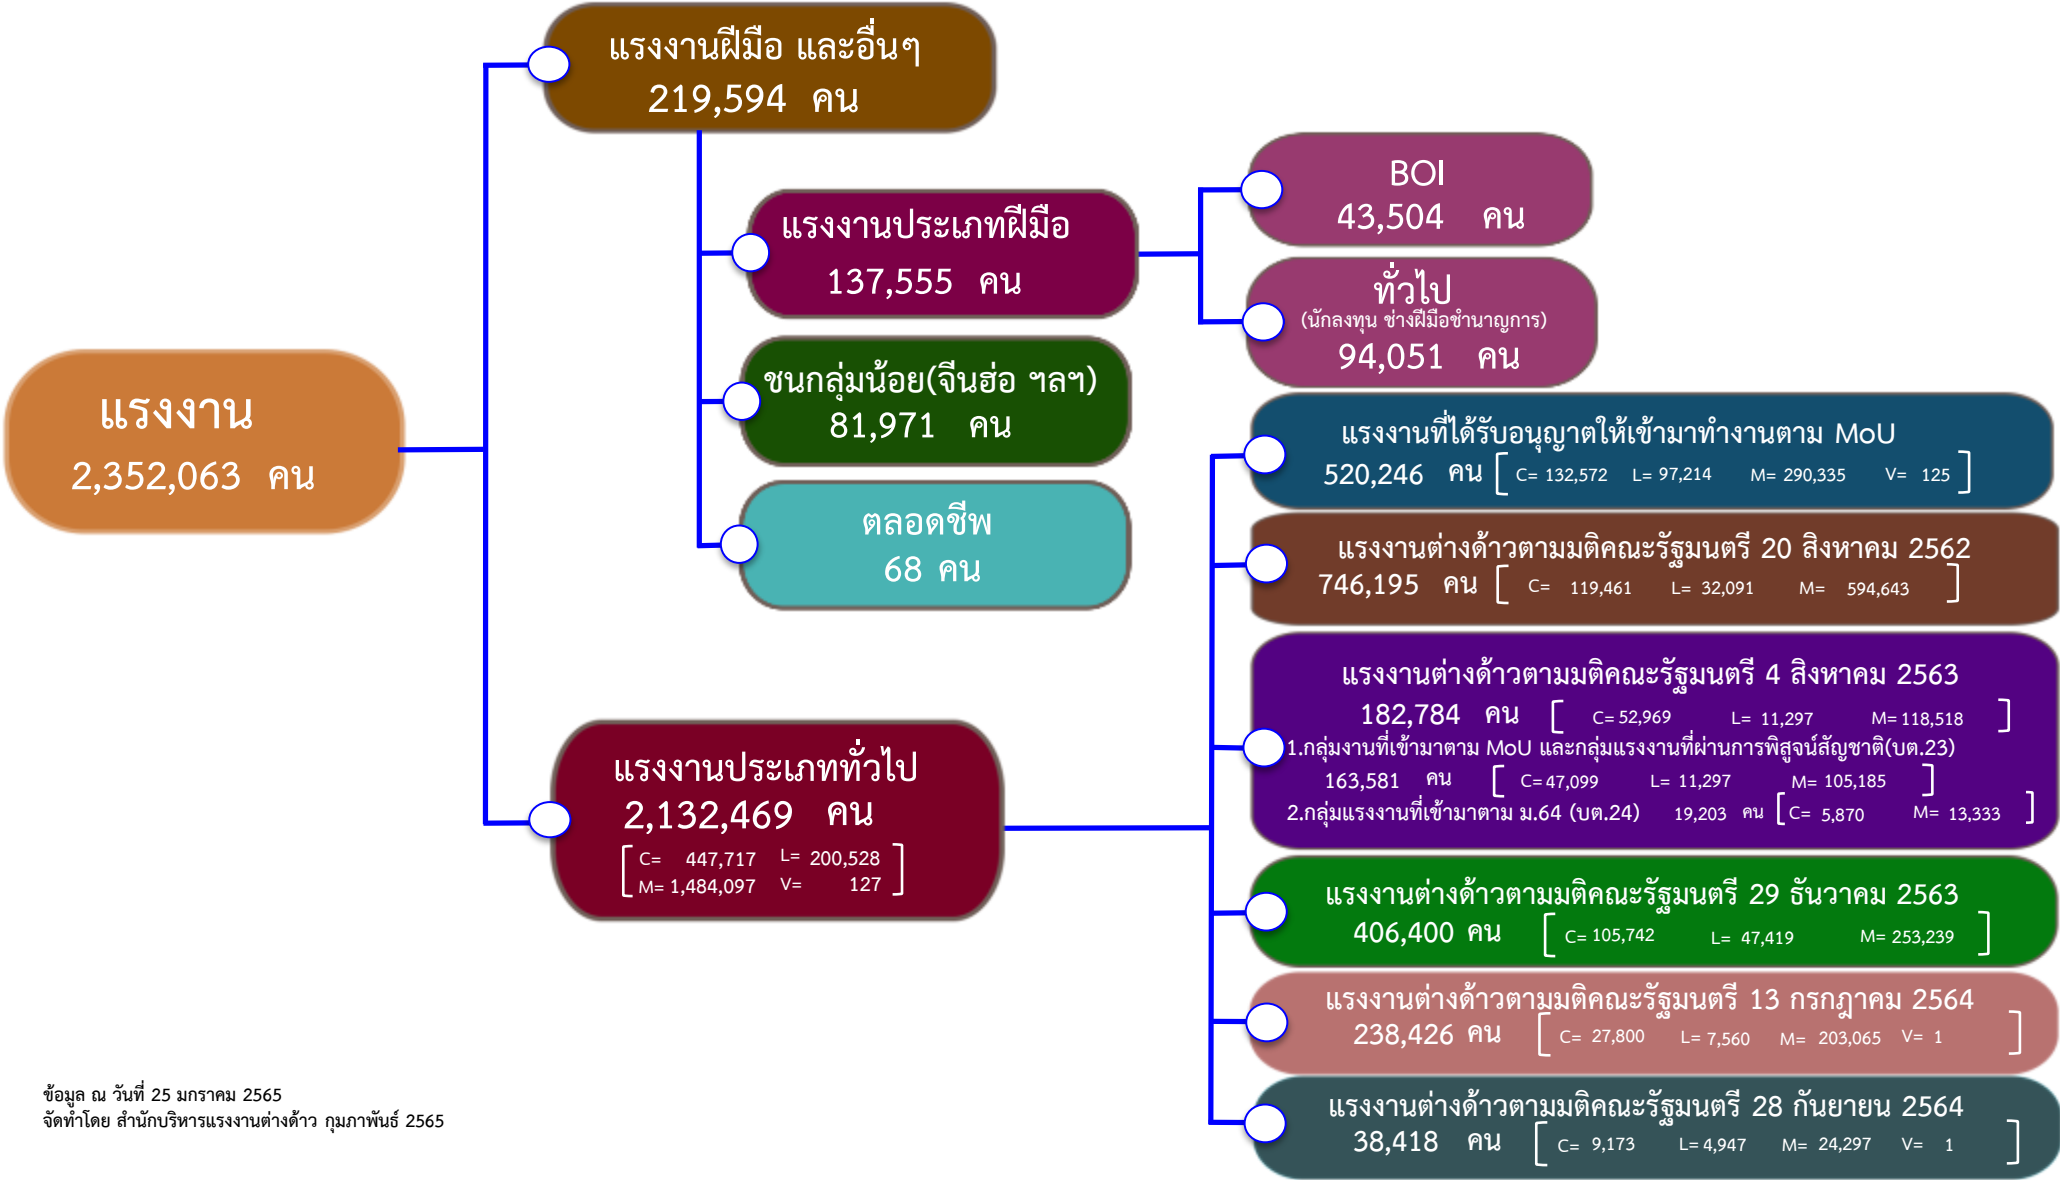 แรงงาน
2,352,063 คน
แรงงานฝีมือ และอื่นๆ
219,594 คน
แรงงานประเภทฝีมือ
137,555 คน
BOI
43,504 คน
ทั่วไป
(นักลงทุน ช่างฝีมือชำนาญการ)
94,051 คน
ชนกลุ่มน้อย(จีนฮ่อ ฯลฯ)
81,971 คน
ตลอดชีพ
68 คน
แรงงานประเภททั่วไป
2,132,469 คน
[ C= 447,717 L= 200,528
M= 1,484,097 V= 127 ]
แรงงานที่ได้รับอนุญาตให้เข้ามาทำงานตาม MoU
520,246 คน [ C= 132,572 L= 97,214 M= 290,335 V= 125 ]
แรงงานต่างด้าวตามมติคณะรัฐมนตรี 20 สิงหาคม 2562
746,195 คน [ C= 119,461 L= 32,091 M= 594,643 ]
แรงงานต่างด้าวตามมติคณะรัฐมนตรี 4 สิงหาคม 2563
182,784 คน [ C= 52,969 L= 11,297 M= 118,518 ]
1.กลุ่มงานที่เข้ามาตาม MoU และกลุ่มแรงงานที่ผ่านการพิสูจน์สัญชาติ(บต.23)
163,581 คน [ C= 47,099 L= 11,297 M= 105,185 ]
2.กลุ่มแรงงานที่เข้ามาตาม ม.64 (บต.24) 19,203 คน [ C= 5,870 M= 13,333 ]
แรงงานต่างด้าวตามมติคณะรัฐมนตรี 29 ธันวาคม 2563
406,400 คน [ C= 105,742 L= 47,419 M= 253,239 ]
แรงงานต่างด้าวตามมติคณะรัฐมนตรี 13 กรกฎาคม 2564
238,426 คน [ C= 27,800 L= 7,560 M= 203,065 V= 1 ]
แรงงานต่างด้าวตามมติคณะรัฐมนตรี 28 กันยายน 2564
38,418 คน [ C= 9,173 L= 4,947 M= 24,297 V= 1 ]
ข้อมูล ณ วันที่ 25 มกราคม 2565
จัดทำโดย สำนักบริหารแรงงานต่างด้าว กุมภาพันธ์ 2565